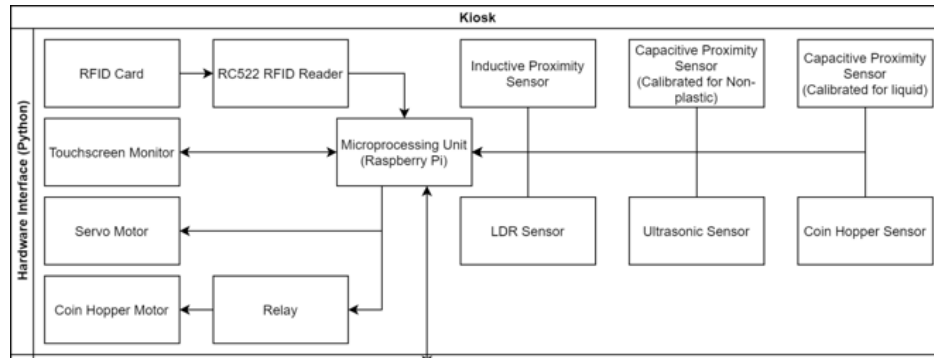 Kiosk
Hardware Interface (Python)
RFID Card
RC522 RFID Reader
Inductive Proximity
Sensor
Capacitive Proximity
Sensor
(Calibrated for Non-
plastic)
Capacitive Proximity
Sensor
(Calibrated for liquid)
Touchscreen Monitor
Microprocessing Unit
(Raspberry Pi)
Servo Motor
LDR Sensor
Ultrasonic Sensor
Coin Hopper Sensor
Coin Hopper Motor
Relay